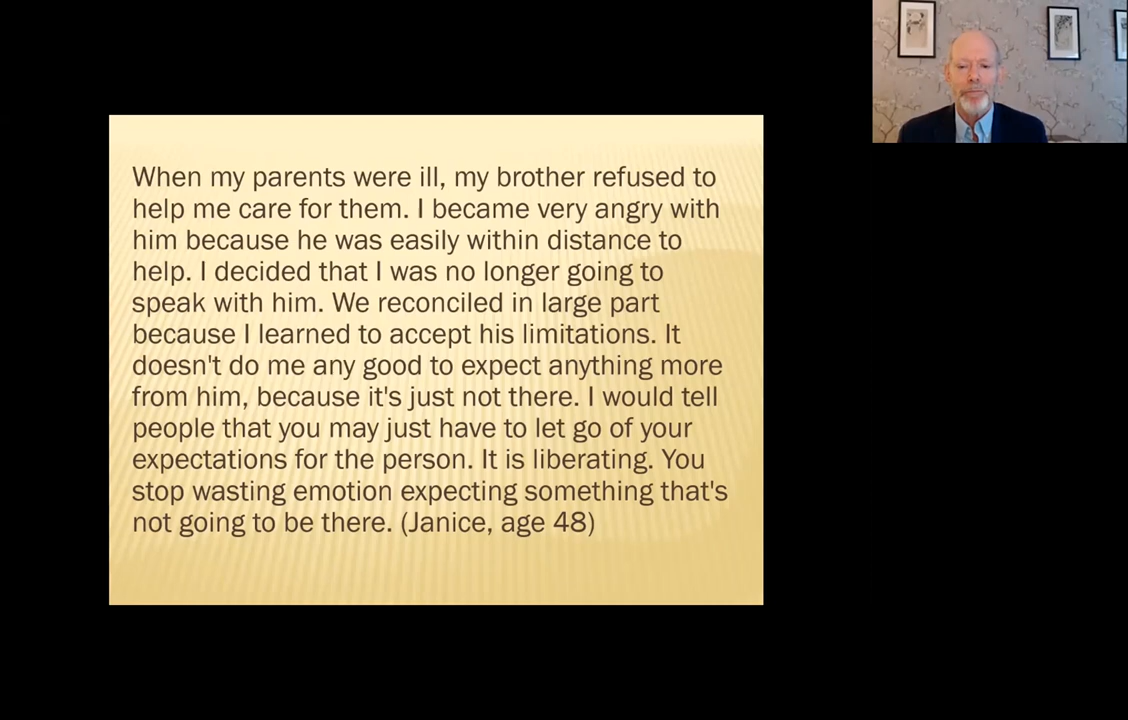 When my parents were ill, my brother refused to
help me care for them. I became very angry with
him because he was easily within distance to
help. I decided that I was no longer going to
speak with him. We reconciled in large part
because I learned to accept his limitations. It
doesn't do me any good to expect anything more
from him, because it's just not there. I would tell
people that you may just have to let go of your
expectations for the person. It is liberating. You
stop wasting emotion expecting something that's
not going to be there. (Janice, age 48)